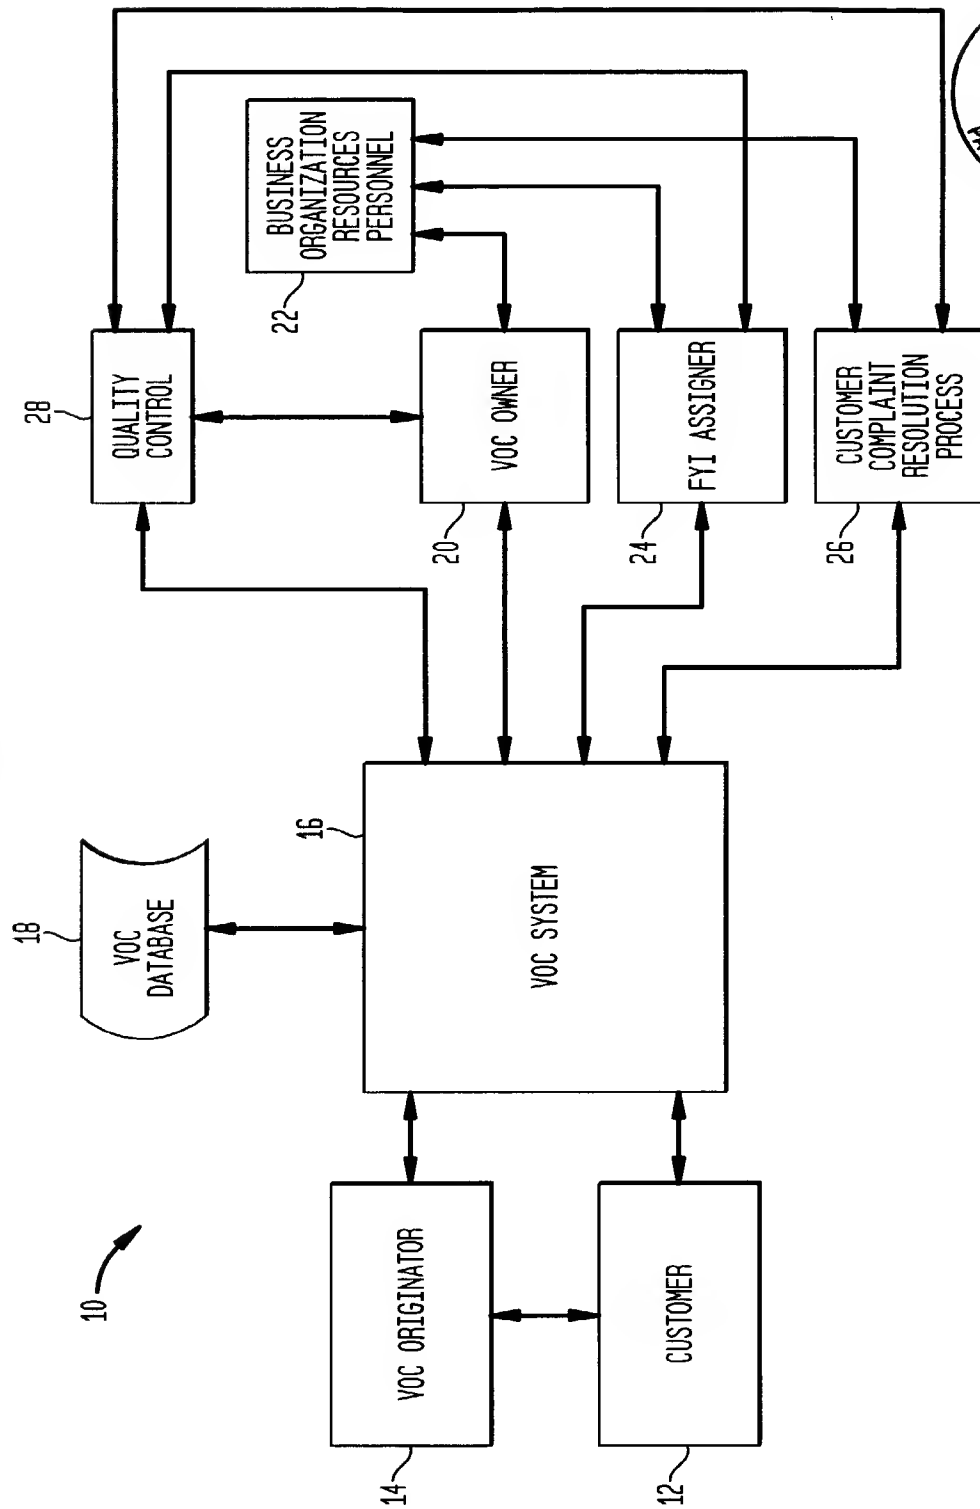 10
18
VOC
DATABASE
28
QUALITY
CONTROL
22
BUSINESS
ORGANIZATION
RESOURCES
PERSONNEL
14
VOC ORIGINATOR
16
VOC SYSTEM
20
VOC OWNER
24
FYI ASSIGNER
12
CUSTOMER
26
CUSTOMER
COMPLAINT
RESOLUTION
PROCESS